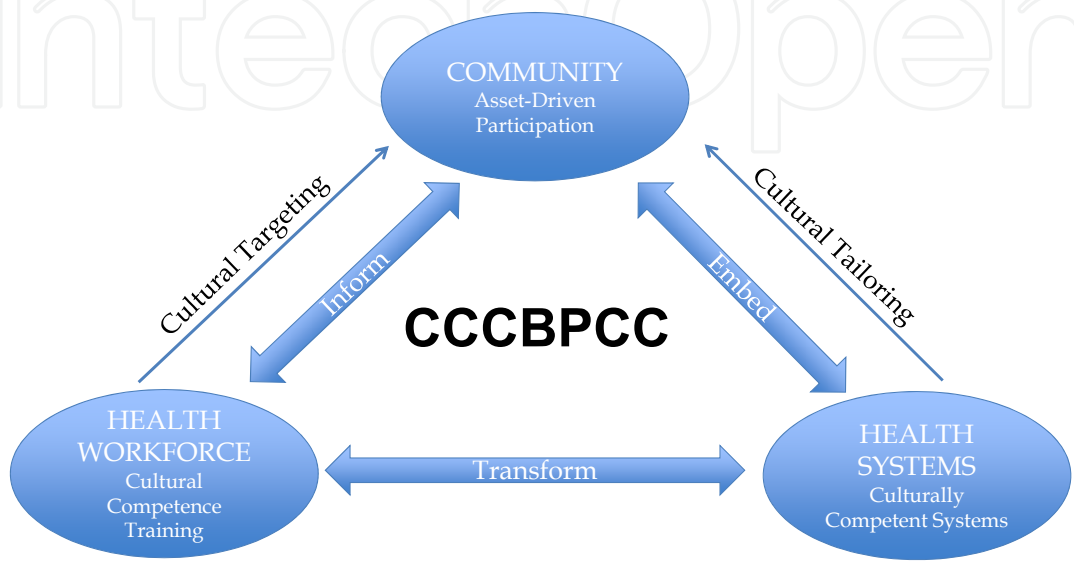 IntechOpen
COMMUNITY
Asset-Driven
Participation
Cultural Targeting
Cultural Tailoring
Inform
Embed
CCCBPCC
HEALTH
WORKFORCE
Cultural
Competence
Training
Transform
HEALTH
SYSTEMS
Culturally
Competent Systems